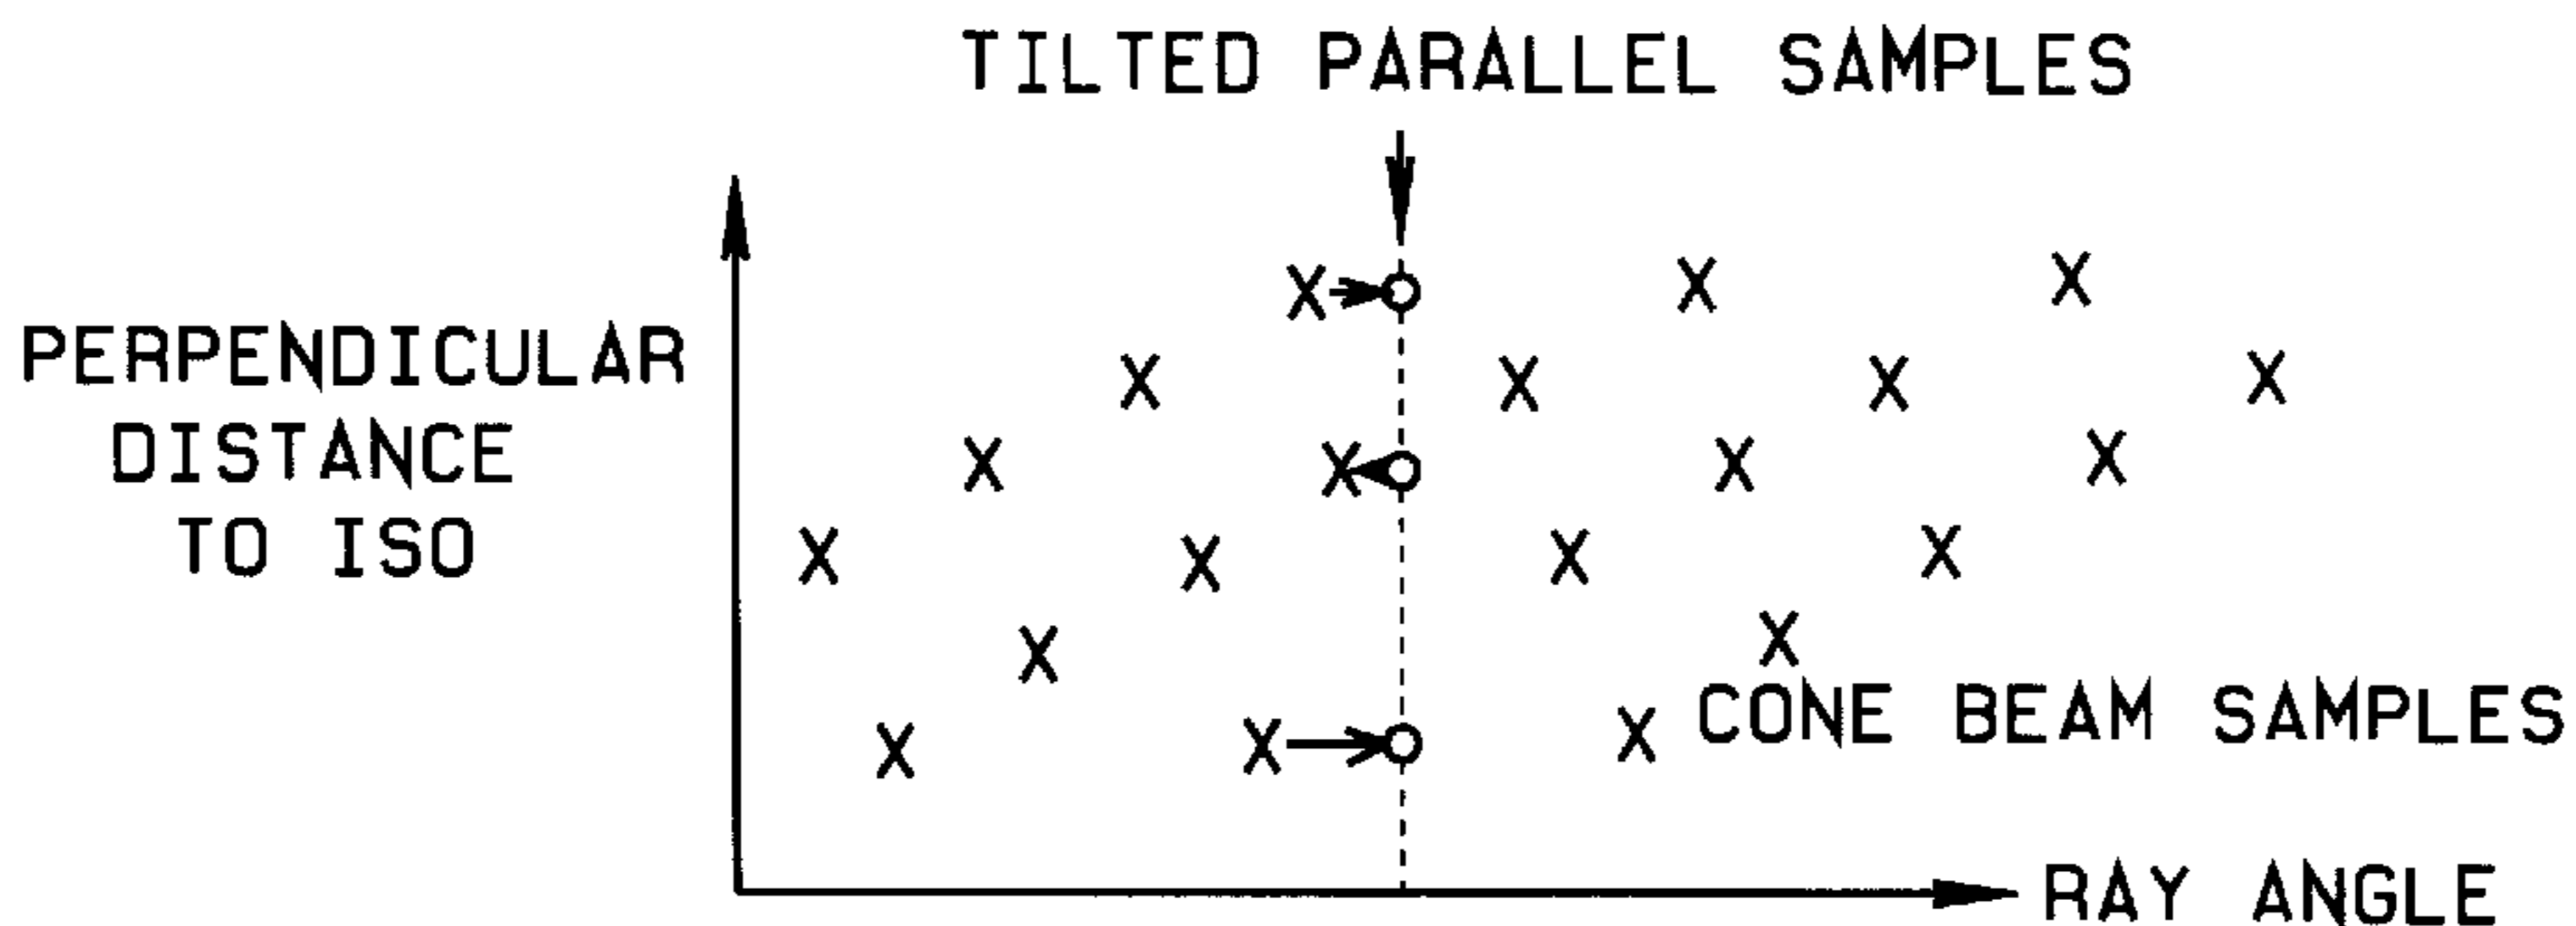 TILTED PARALLEL SAMPLES
PERPENDICULAR
DISTANCE
TO ISO
CONE BEAM SAMPLES
RAY ANGLE